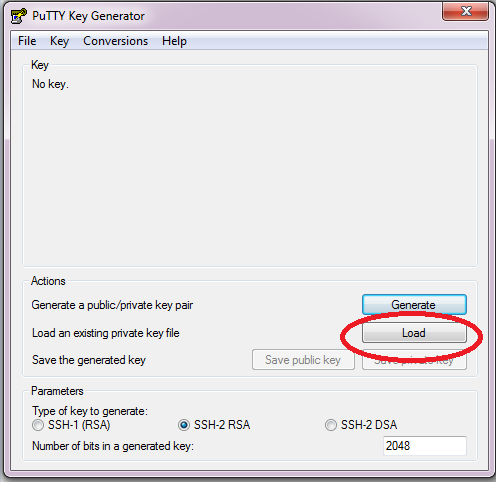 PuTTY Key Generator
File Key Conversions Help
Key
No key.
Actions
Generate a public/private key pair Generate
Load an existing private key file Load
Save the generated key Save public key Save private key
Parameters
Type of key to generate:
SSH-1 (RSA) SSH-2 RSA SSH-2 DSA
Number of bits in a generated key: 2048